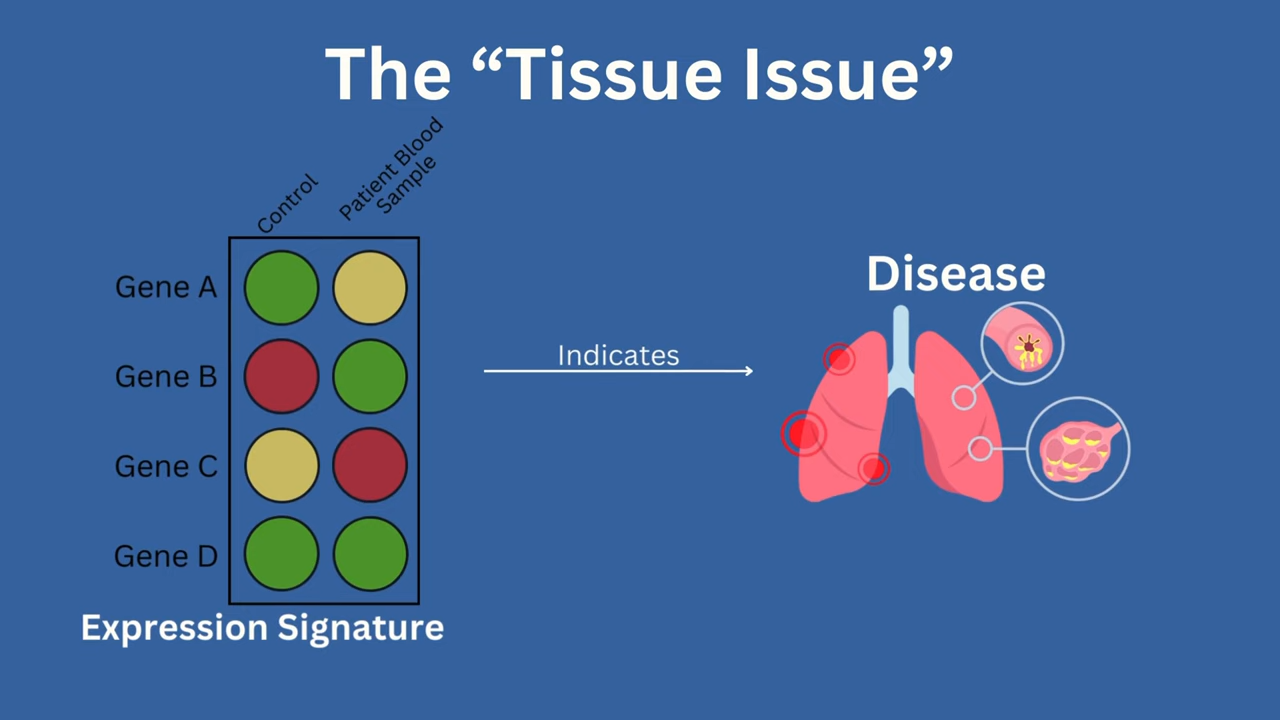 The “Tissue Issue”
Control
Patient Blood
Sample
Gene A
Gene B
Gene C
Gene D
Expression Signature
Indicates
Disease